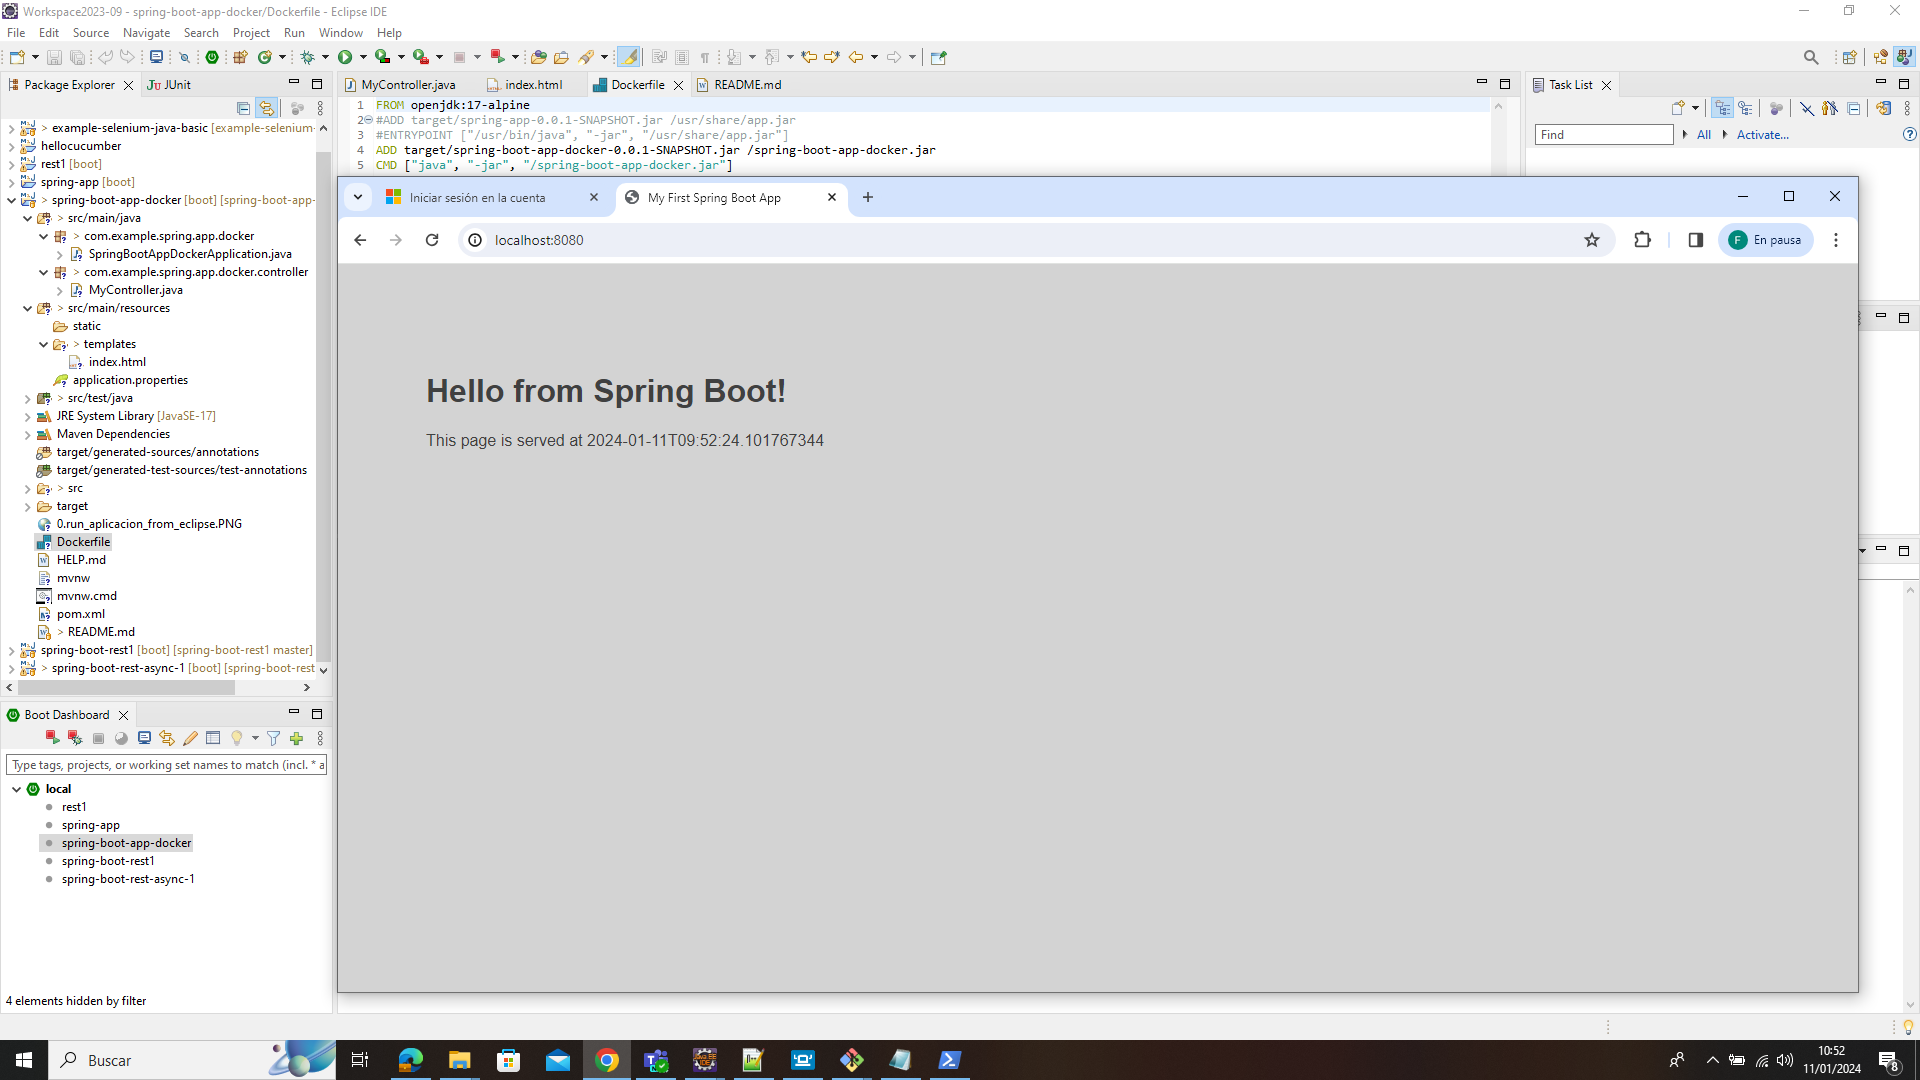 Workspace2023-09 - spring-boot-app-docker/Dockerfile - Eclipse IDE
File Edit Source Navigate Search Project Run Window Help
Package Explorer
JUnit
MyController.java
index.html
Dockerfile
README.md
Task List
> example-selenium-java-basic [example-selenium-
hellocucumber
rest1 [boot]
spring-app [boot]
> spring-boot-app-docker [boot] [spring-boot-app-
> src/main/java
> com.example.spring.app.docker
SpringBootAppDockerApplication.java
> com.example.spring.app.docker.controller
MyController.java
> src/main/resources
static
> templates
index.html
application.properties
> src/test/java
JRE System Library [JavaSE-17]
Maven Dependencies
target/generated-sources/annotations
target/generated-test-sources/test-annotations
> src
target
0.run_aplicacion_from_eclipse.PNG
Dockerfile
HELP.md
mvnw
mvnw.cmd
pom.xml
> README.md
spring-boot-rest1 [boot] [spring-boot-rest1 master]
> spring-boot-rest-async-1 [boot] [spring-boot-rest
1 FROM openjdk:17-alpine
2 #ADD target/spring-app-0.0.1-SNAPSHOT.jar /usr/share/app.jar
3 #ENTRYPOINT ["/usr/bin/java", "-jar", "/usr/share/app.jar"]
4 ADD target/spring-boot-app-docker-0.0.1-SNAPSHOT.jar /spring-boot-app-docker.jar
5 CMD ["java", "-jar", "/spring-boot-app-docker.jar"]
Find
All
Activate...
Iniciar sesión en la cuenta
My First Spring Boot App
localhost:8080
F En pausa
Hello from Spring Boot!
This page is served at 2024-01-11T09:52:24.101767344
Boot Dashboard
Type tags, projects, or working set names to match (incl. * a
local
rest1
spring-app
spring-boot-app-docker
spring-boot-rest1
spring-boot-rest-async-1
4 elements hidden by filter
Buscar
10:52
11/01/2024
8